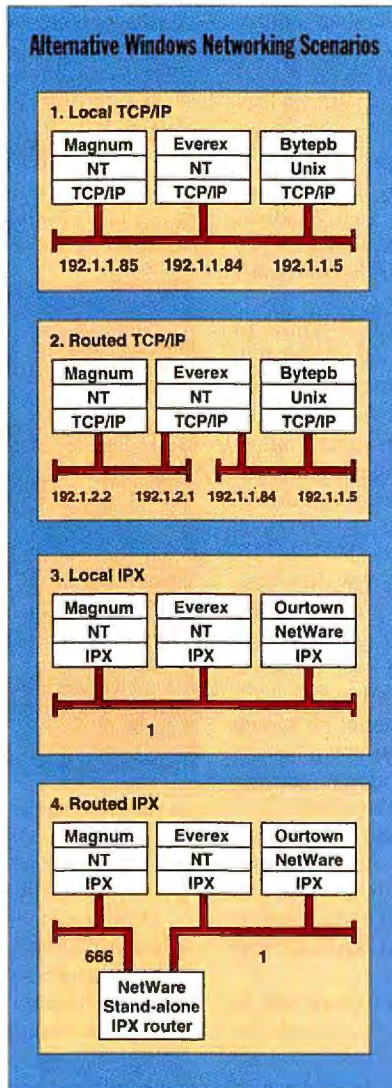 Alternative Windows Networking Scenarios
1. Local TCP/IP
Magnum Everex Bytepb
NT NT Unix
TCP/IP TCP/IP TCP/IP
192.1.1.85 192.1.1.84 192.1.1.5
2. Routed TCP/IP
Magnum Everex Bytepb
NT NT Unix
TCP/IP TCP/IP TCP/IP
192.1.2.2 192.1.2.1 192.1.1.84 192.1.1.5
3. Local IPX
Magnum Everex Ourtown
NT NT NetWare
IPX IPX IPX
1
4. Routed IPX
Magnum Everex Ourtown
NT NT NetWare
IPX IPX IPX
666 1
NetWare
Stand-alone
IPX router